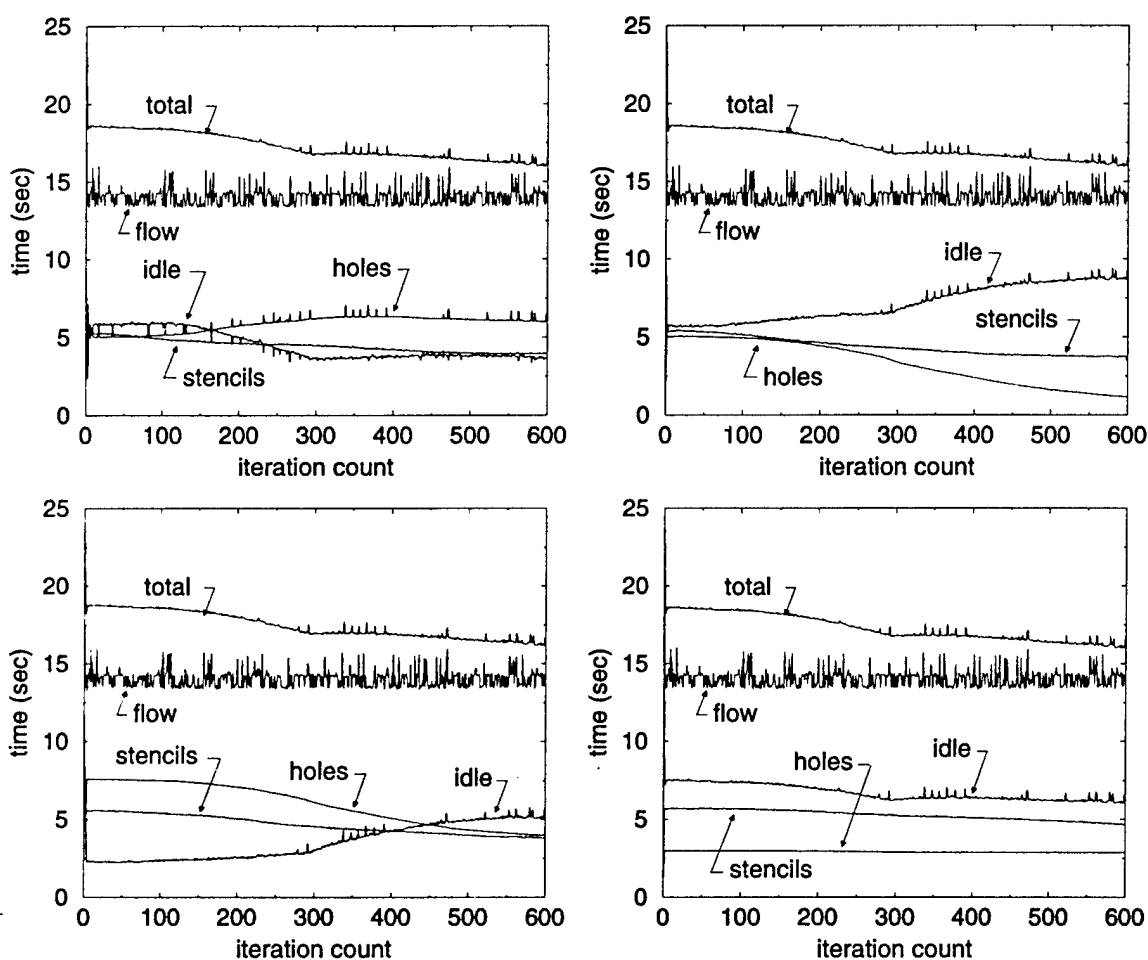 25
20
15
10
5
0
time (sec)
total
flow
idle
holes
stencils
0 100 200 300 400 500 600
iteration count
25
20
15
10
5
0
time (sec)
total
flow
idle
stencils
holes
0 100 200 300 400 500 600
iteration count
25
20
15
10
5
0
time (sec)
total
flow
stencils
holes
idle
0 100 200 300 400 500 600
iteration count
25
20
15
10
5
0
time (sec)
total
flow
holes
idle
stencils
0 100 200 300 400 500 600
iteration count